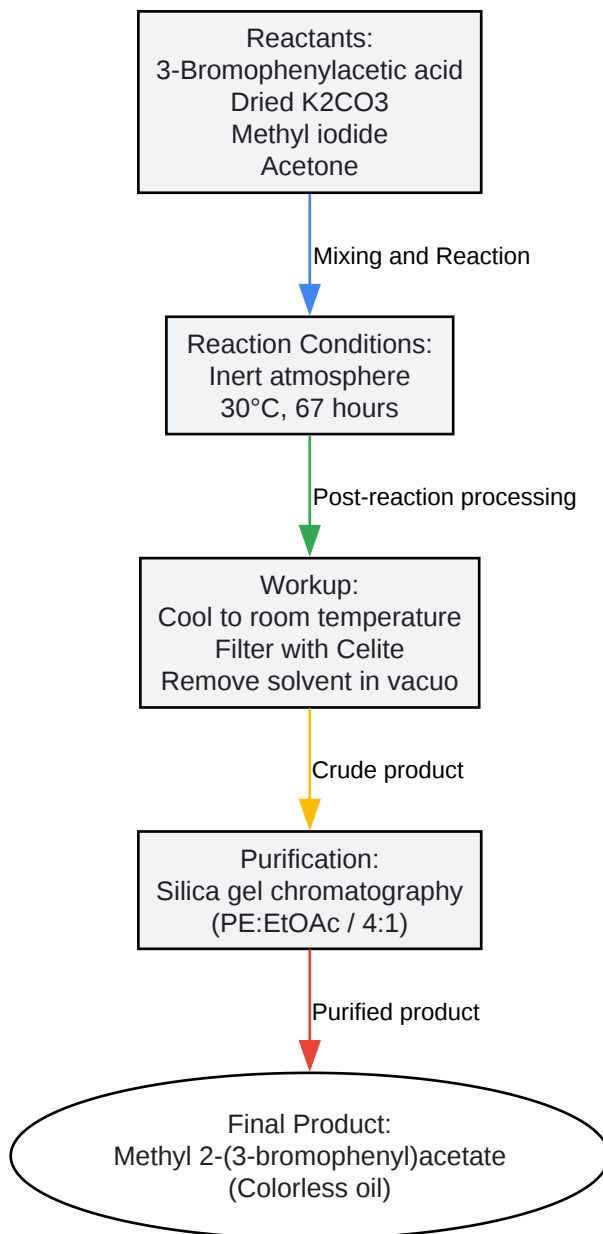 Reactants:
3-Bromophenylacetic acid
Dried K2CO3
Methyl iodide
Acetone
Mixing and Reaction
Reaction Conditions:
Inert atmosphere
30°C, 67 hours
Post-reaction processing
Workup:
Cool to room temperature
Filter with Celite
Remove solvent in vacuo
Crude product
Purification:
Silica gel chromatography
(PE:EtOAc / 4:1)
Purified product
Final Product:
Methyl 2-(3-bromophenyl)acetate
(Colorless oil)